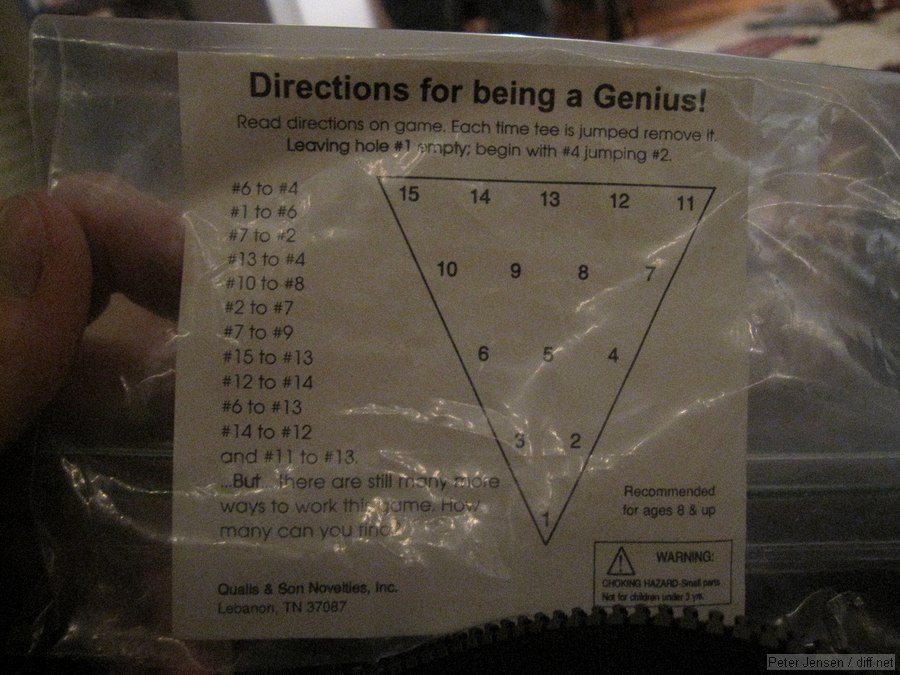 Directions for being a Genius!
Read directions on game. Each time tee is jumped remove it.
Leaving hole #1 empty; begin with #4 jumping #2.
#6 to #4
#1 to #6
#7 to #2
#13 to #4
#10 to #8
#2 to #7
#7 to #9
#15 to #13
#12 to #14
#6 to #13
#14 to #12
and #11 to #13.
...But...there are still many more
ways to work this game. How
many can you find?
15 14 13 12 11
10 9 8 7
6 5 4
3 2
1
Recommended
for ages 8 & up
WARNING:
CHOKING HAZARD-Small parts
Not for children under 3 yrs.
Qualls & Son Novelties, Inc.
Lebanon, TN 37087
Peter Jensen / diff.net